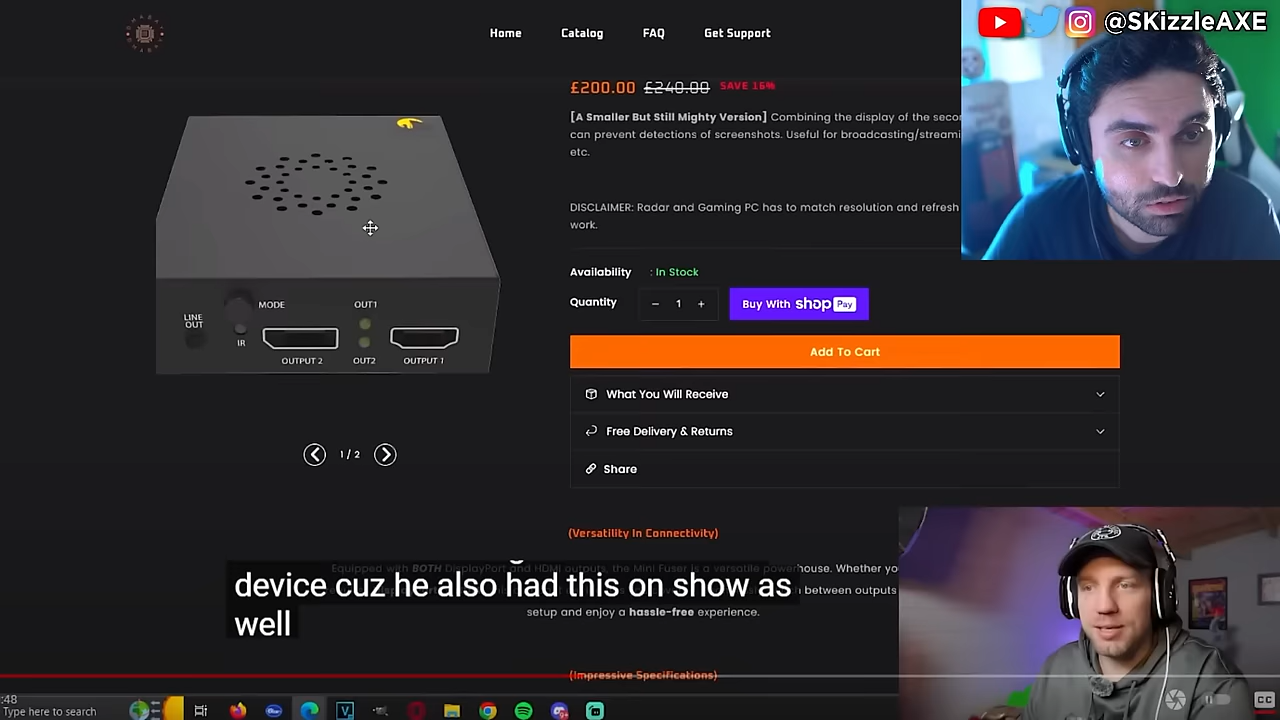 @SKizzleAXE
Home
Catalog
FAQ
Get Support
£200.00 £240.00 SAVE 16%
[A Smaller But Still Mighty Version] Combining the display of the
can prevent detections of screenshots. Useful for
etc.
DISCLAIMER: Radar and Gaming PC has to match resolution and refresh
work.
Availability : In Stock
Quantity − 1 +
Buy With shop Pay
Add To Cart
What You Will Receive
Free Delivery & Returns
Share
LINE OUT
MODE
IR
OUTPUT 2
OUT1
OUT2
OUTPUT 1
1 / 2
(Versatility In Connectivity)
Equipped with BOTH DisplayPort and HDMI outputs, the Mini Fuser is a versatile powerhouse. Whether
between outputs
setup and enjoy a hassle-free experience.
device cuz he also had this on show as
well
(Impressive Specifications)
:48
Type here to search
CC